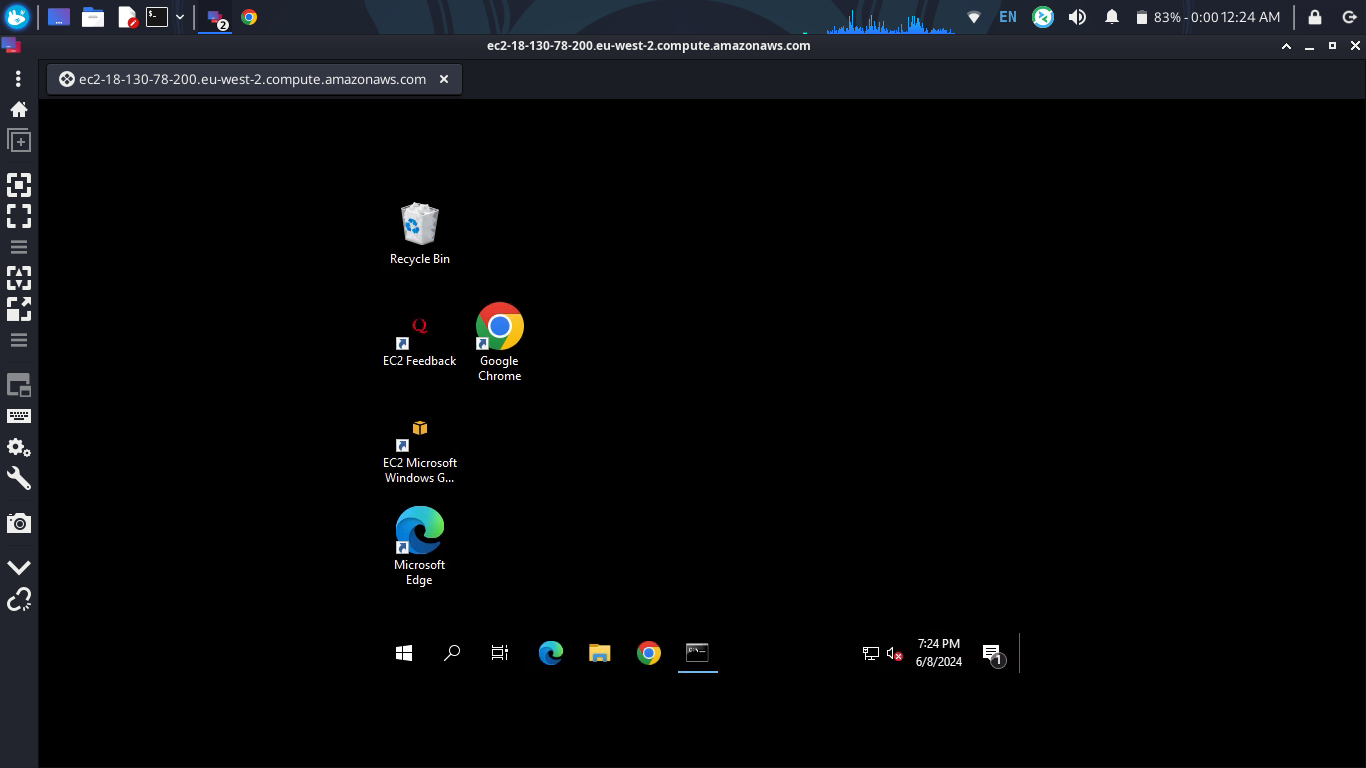 2
EN
83% - 0:00
12:24 AM
ec2-18-130-78-200.eu-west-2.compute.amazonaws.com
ec2-18-130-78-200.eu-west-2.compute.amazonaws.com
Recycle Bin
Q
EC2 Feedback
Google
Chrome
EC2 Microsoft
Windows G...
Microsoft
Edge
7:24 PM
6/8/2024
1